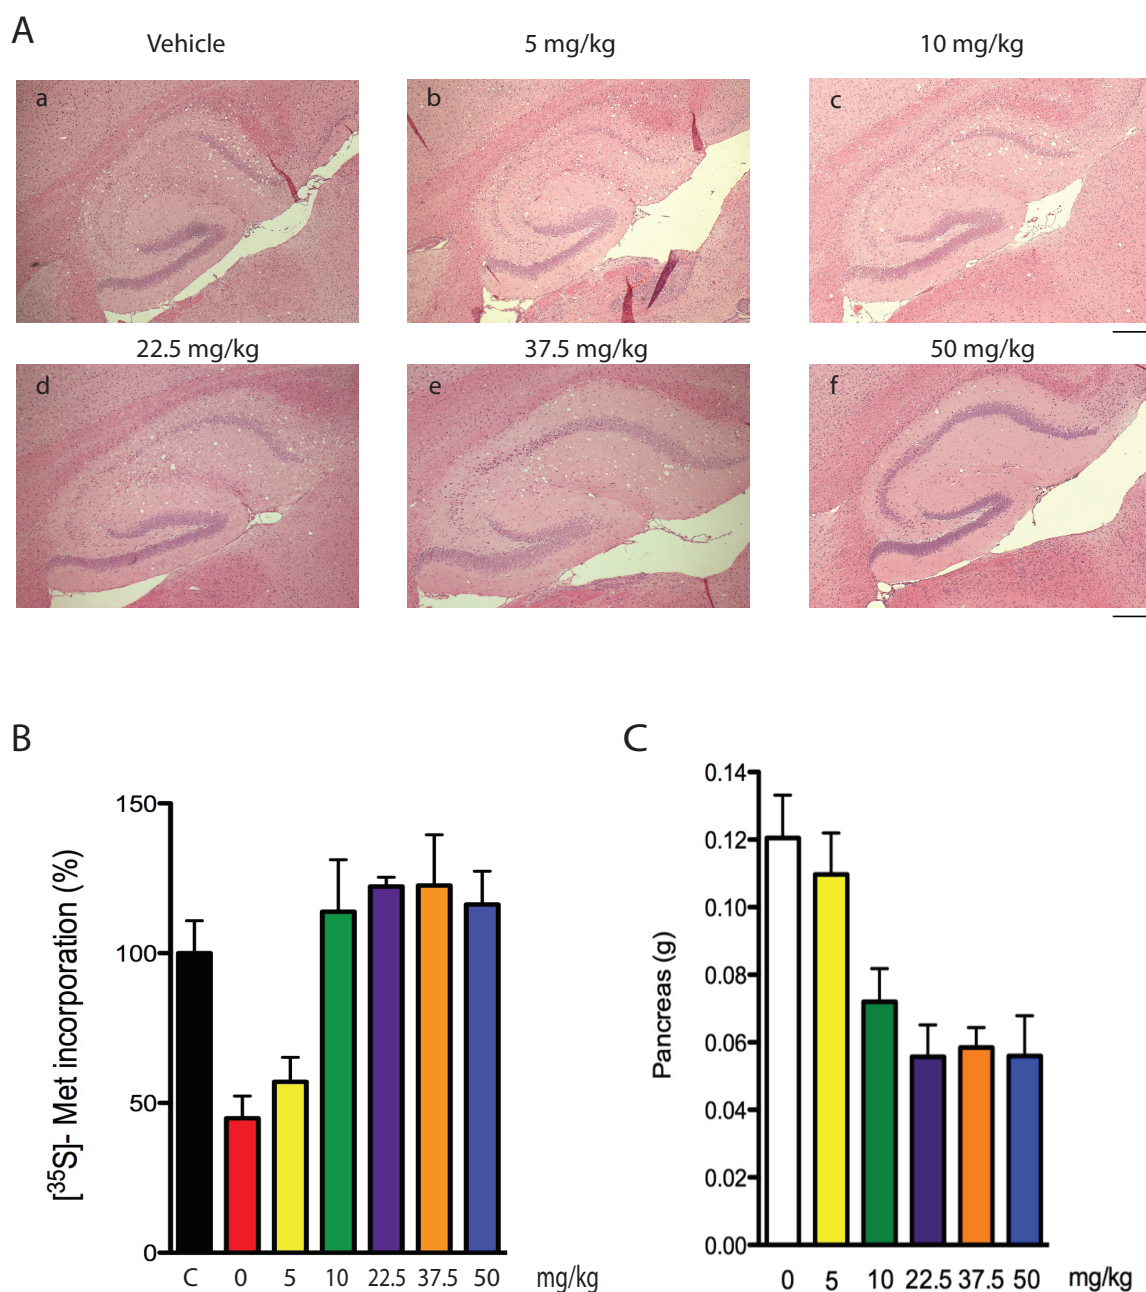 A
Vehicle
5 mg/kg
10 mg/kg
a
b
c
22.5 mg/kg
37.5 mg/kg
50 mg/kg
d
e
f
B
[³⁵S]- Met incorporation (%)
150
100
50
0
C 0 5 10 22.5 37.5 50 mg/kg
C
Pancreas (g)
0.14
0.12
0.10
0.08
0.06
0.04
0.02
0.00
0 5 10 22.5 37.5 50 mg/kg